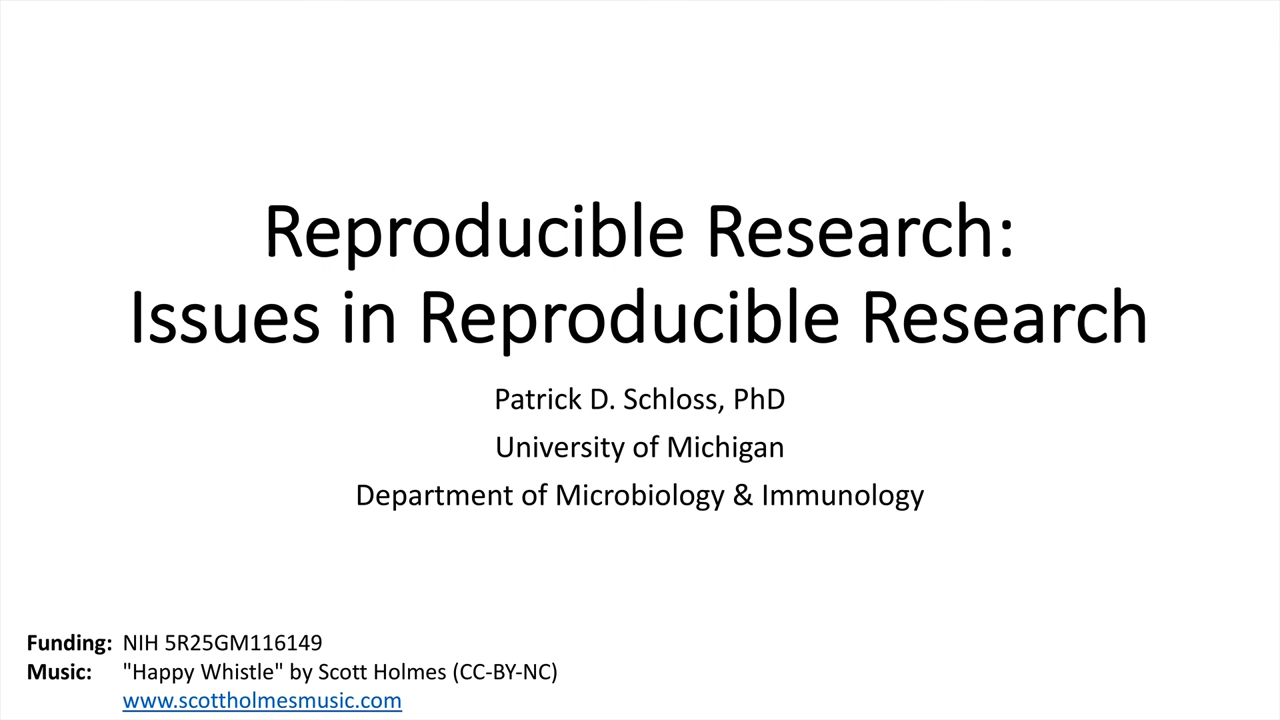 Reproducible Research:
Issues in Reproducible Research
Patrick D. Schloss, PhD
University of Michigan
Department of Microbiology & Immunology
Funding: NIH 5R25GM116149
Music: "Happy Whistle" by Scott Holmes (CC-BY-NC)
www.scottholmesmusic.com